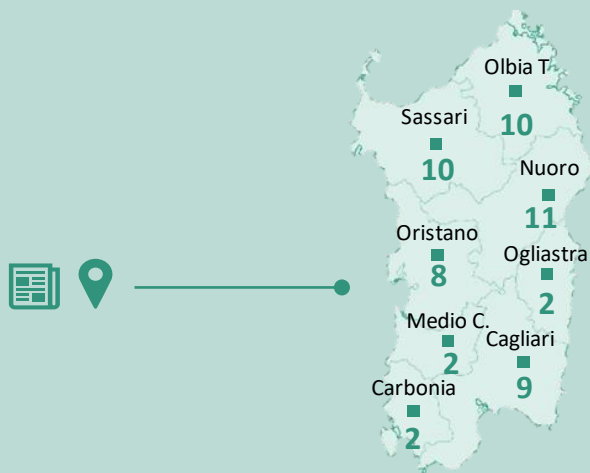 Olbia T
10
Sassari
10
Nuoro
11
Oristano
8
Ogliastra
2
Medio C.
2
Cagliari
9
Carbonia
2